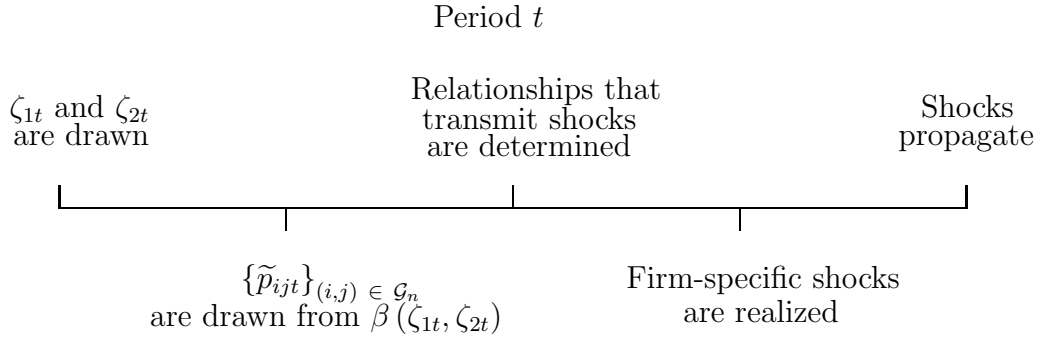 Period t
ζ₁ₜ and ζ₂ₜ
are drawn
Relationships that
transmit shocks
are determined
Shocks
propagate
{p̃ᵢⱼₜ}₍ᵢ,ⱼ₎ ∈ 𝒢ₙ
are drawn from β (ζ₁ₜ, ζ₂ₜ)
Firm-specific shocks
are realized